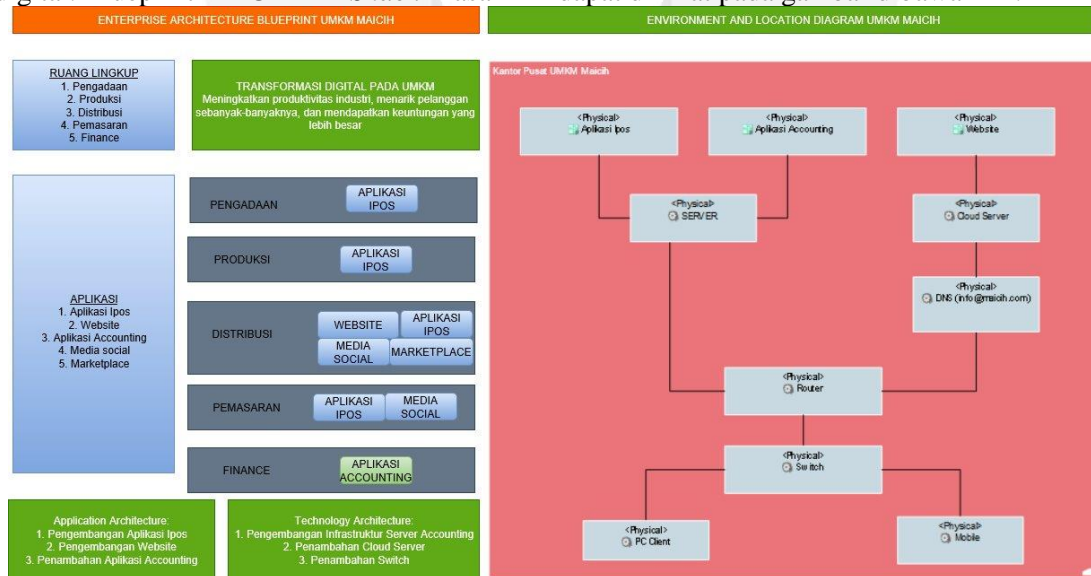 ENTERPRISE ARCHITECTURE BLUEPRINT UMKM MAICIH
RUANG LINGKUP
1. Pengadaan
2. Produksi
3. Distribusi
4. Pemasaran
5. Finance
TRANSFORMASI DIGITAL PADA UMKM
Meningkatkan produktivitas industri, menarik pelanggan
sebanyak-banyaknya, dan mendapatkan keuntungan yang
lebih besar
APLIKASI
1. Aplikasi Ipos
2. Website
3. Aplikasi Accounting
4. Media social
5. Marketplace
PENGADAAN
APLIKASI
IPOS
PRODUKSI
APLIKASI
IPOS
DISTRIBUSI
WEBSITE
APLIKASI
IPOS
MEDIA
SOCIAL
MARKETPLACE
PEMASARAN
APLIKASI
IPOS
MEDIA
SOCIAL
FINANCE
APLIKASI
ACCOUNTING
Application Architecture:
1. Pengembangan Aplikasi Ipos
2. Pengembangan Website
3. Penambahan Aplikasi Accounting
Technology Architecture:
1. Pengembangan Infrastruktur Server Accounting
2. Penambahan Cloud Server
3. Penambahan Switch
ENVIRONMENT AND LOCATION DIAGRAM UMKM MAICIH
Kantor Pusat UMKM Maicih
<Physical>
Aplikasi Ipos
<Physical>
Aplikasi Accounting
<Physical>
Website
<Physical>
SERVER
<Physical>
Cloud Server
<Physical>
DNS (info@maicih.com)
<Physical>
Router
<Physical>
Switch
<Physical>
PC Client
<Physical>
Mobile